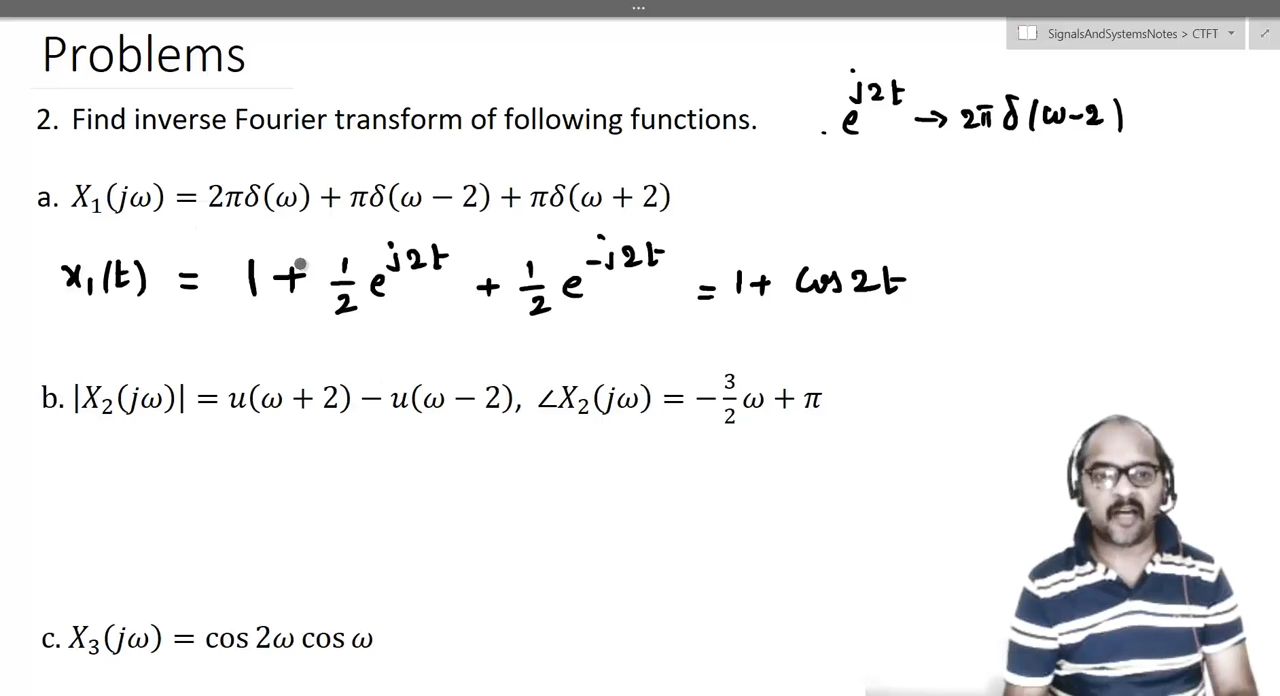 ...
SignalsAndSystemsNotes > CTFT
Problems
2. Find inverse Fourier transform of following functions.
. e^{j2t} → 2π δ(ω-2)
a. X₁(jω) = 2πδ(ω) + πδ(ω − 2) + πδ(ω + 2)
x₁(t) = 1 + 1/2 e^{j2t} + 1/2 e^{-j2t} = 1 + cos 2t
b. |X₂(jω)| = u(ω + 2) − u(ω − 2), ∠X₂(jω) = −3/2 ω + π
c. X₃(jω) = cos 2ω cos ω